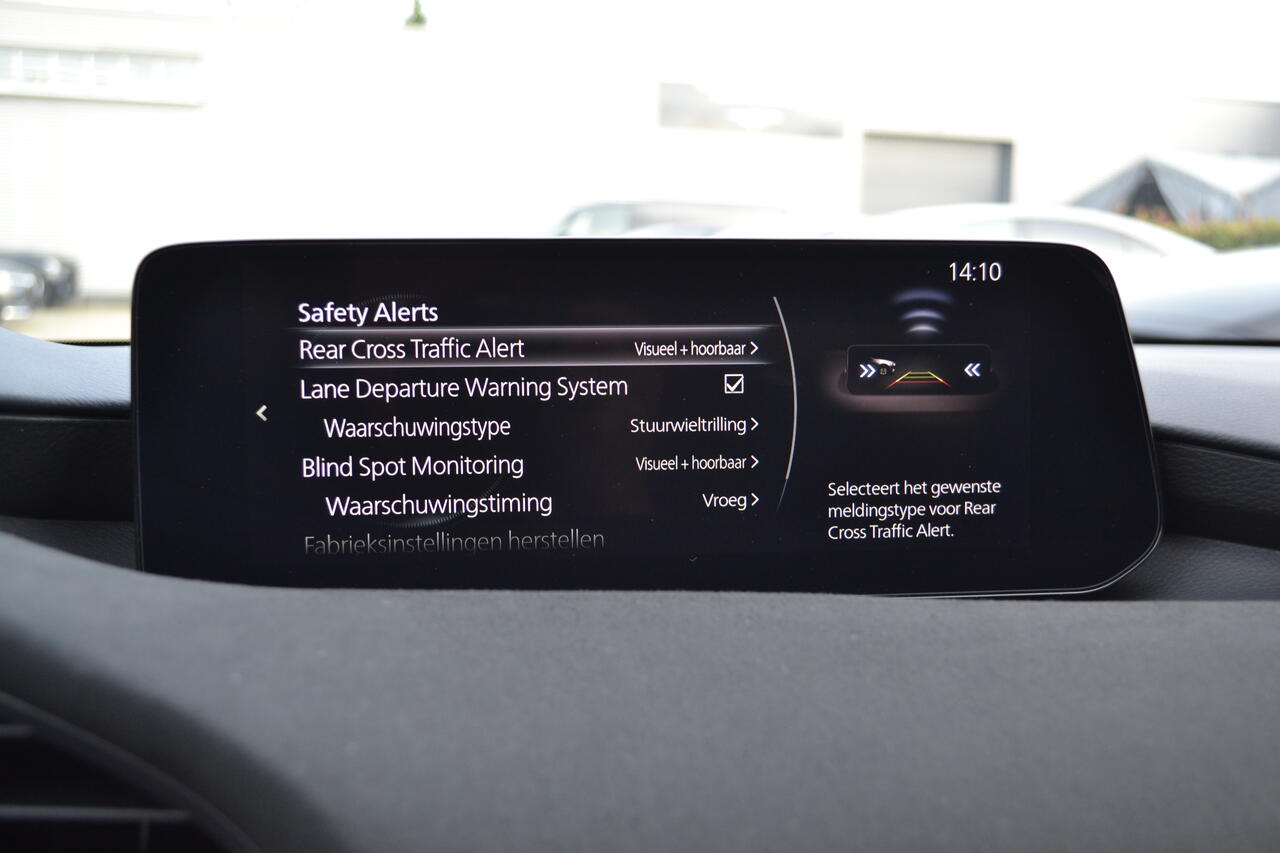 14:10
Safety Alerts
Rear Cross Traffic Alert Visueel + hoorbaar
Lane Departure Warning System
Waarschuwingstype Stuurwieltrilling
Blind Spot Monitoring Visueel + hoorbaar
Waarschuwingstiming Vroeg
Fabrieksinstellingen herstellen
Selecteert het gewenste
meldingstype voor Rear
Cross Traffic Alert.